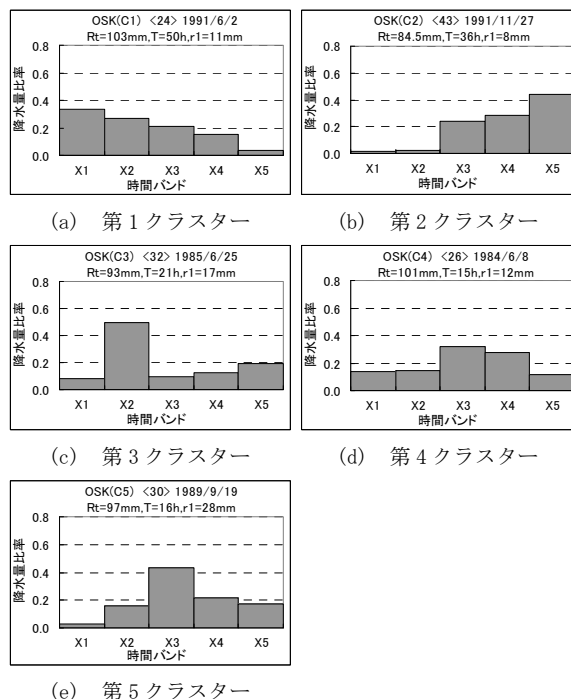 OSK(C1) <24> 1991/6/2
Rt=103mm,T=50h,r1=11mm
降水量比率
0.8
0.6
0.4
0.2
0.0
X1 X2 X3 X4 X5
時間バンド
(a) 第1クラスター
OSK(C2) <43> 1991/11/27
Rt=84.5mm,T=36h,r1=8mm
降水量比率
0.8
0.6
0.4
0.2
0.0
X1 X2 X3 X4 X5
時間バンド
(b) 第2クラスター
OSK(C3) <32> 1985/6/25
Rt=93mm,T=21h,r1=17mm
降水量比率
0.8
0.6
0.4
0.2
0.0
X1 X2 X3 X4 X5
時間バンド
(c) 第3クラスター
OSK(C4) <26> 1984/6/8
Rt=101mm,T=15h,r1=12mm
降水量比率
0.8
0.6
0.4
0.2
0.0
X1 X2 X3 X4 X5
時間バンド
(d) 第4クラスター
OSK(C5) <30> 1989/9/19
Rt=97mm,T=16h,r1=28mm
降水量比率
0.8
0.6
0.4
0.2
0.0
X1 X2 X3 X4 X5
時間バンド
(e) 第5クラスター